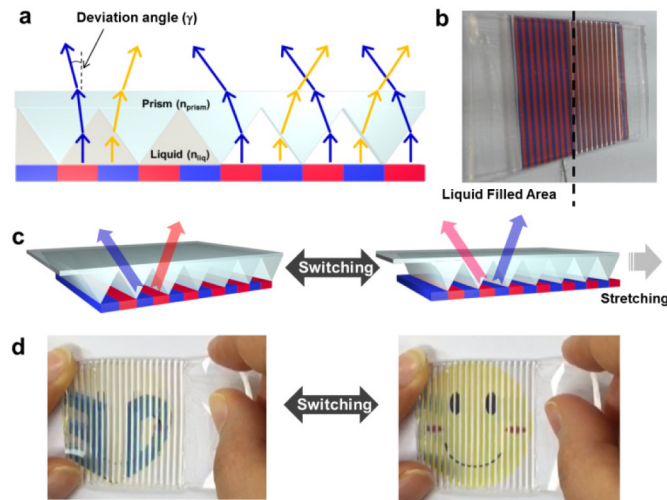 a
Deviation angle (γ)
Prism (nprism)
Liquid (nliq)
b
Liquid Filled Area
c
Switching
Stretching
d
Switching